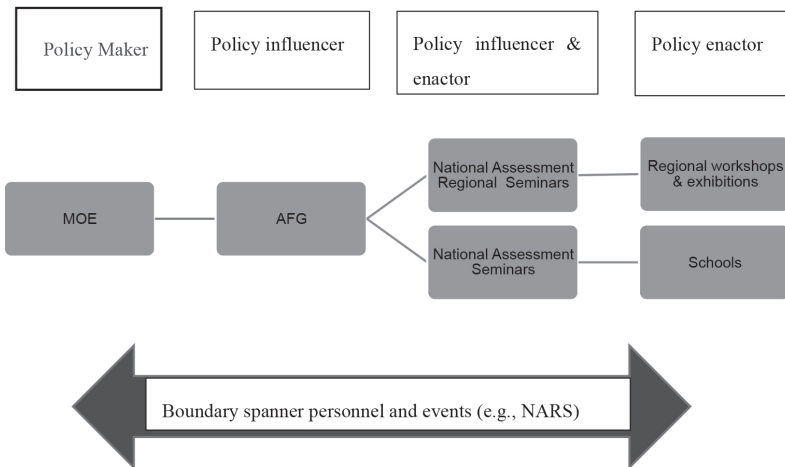 Policy Maker
Policy influencer
Policy influencer &
enactor
Policy enactor
National Assessment
Regional Seminars
Regional workshops
& exhibitions
MOE
AFG
National Assessment
Seminars
Schools
Boundary spanner personnel and events (e.g., NARS)